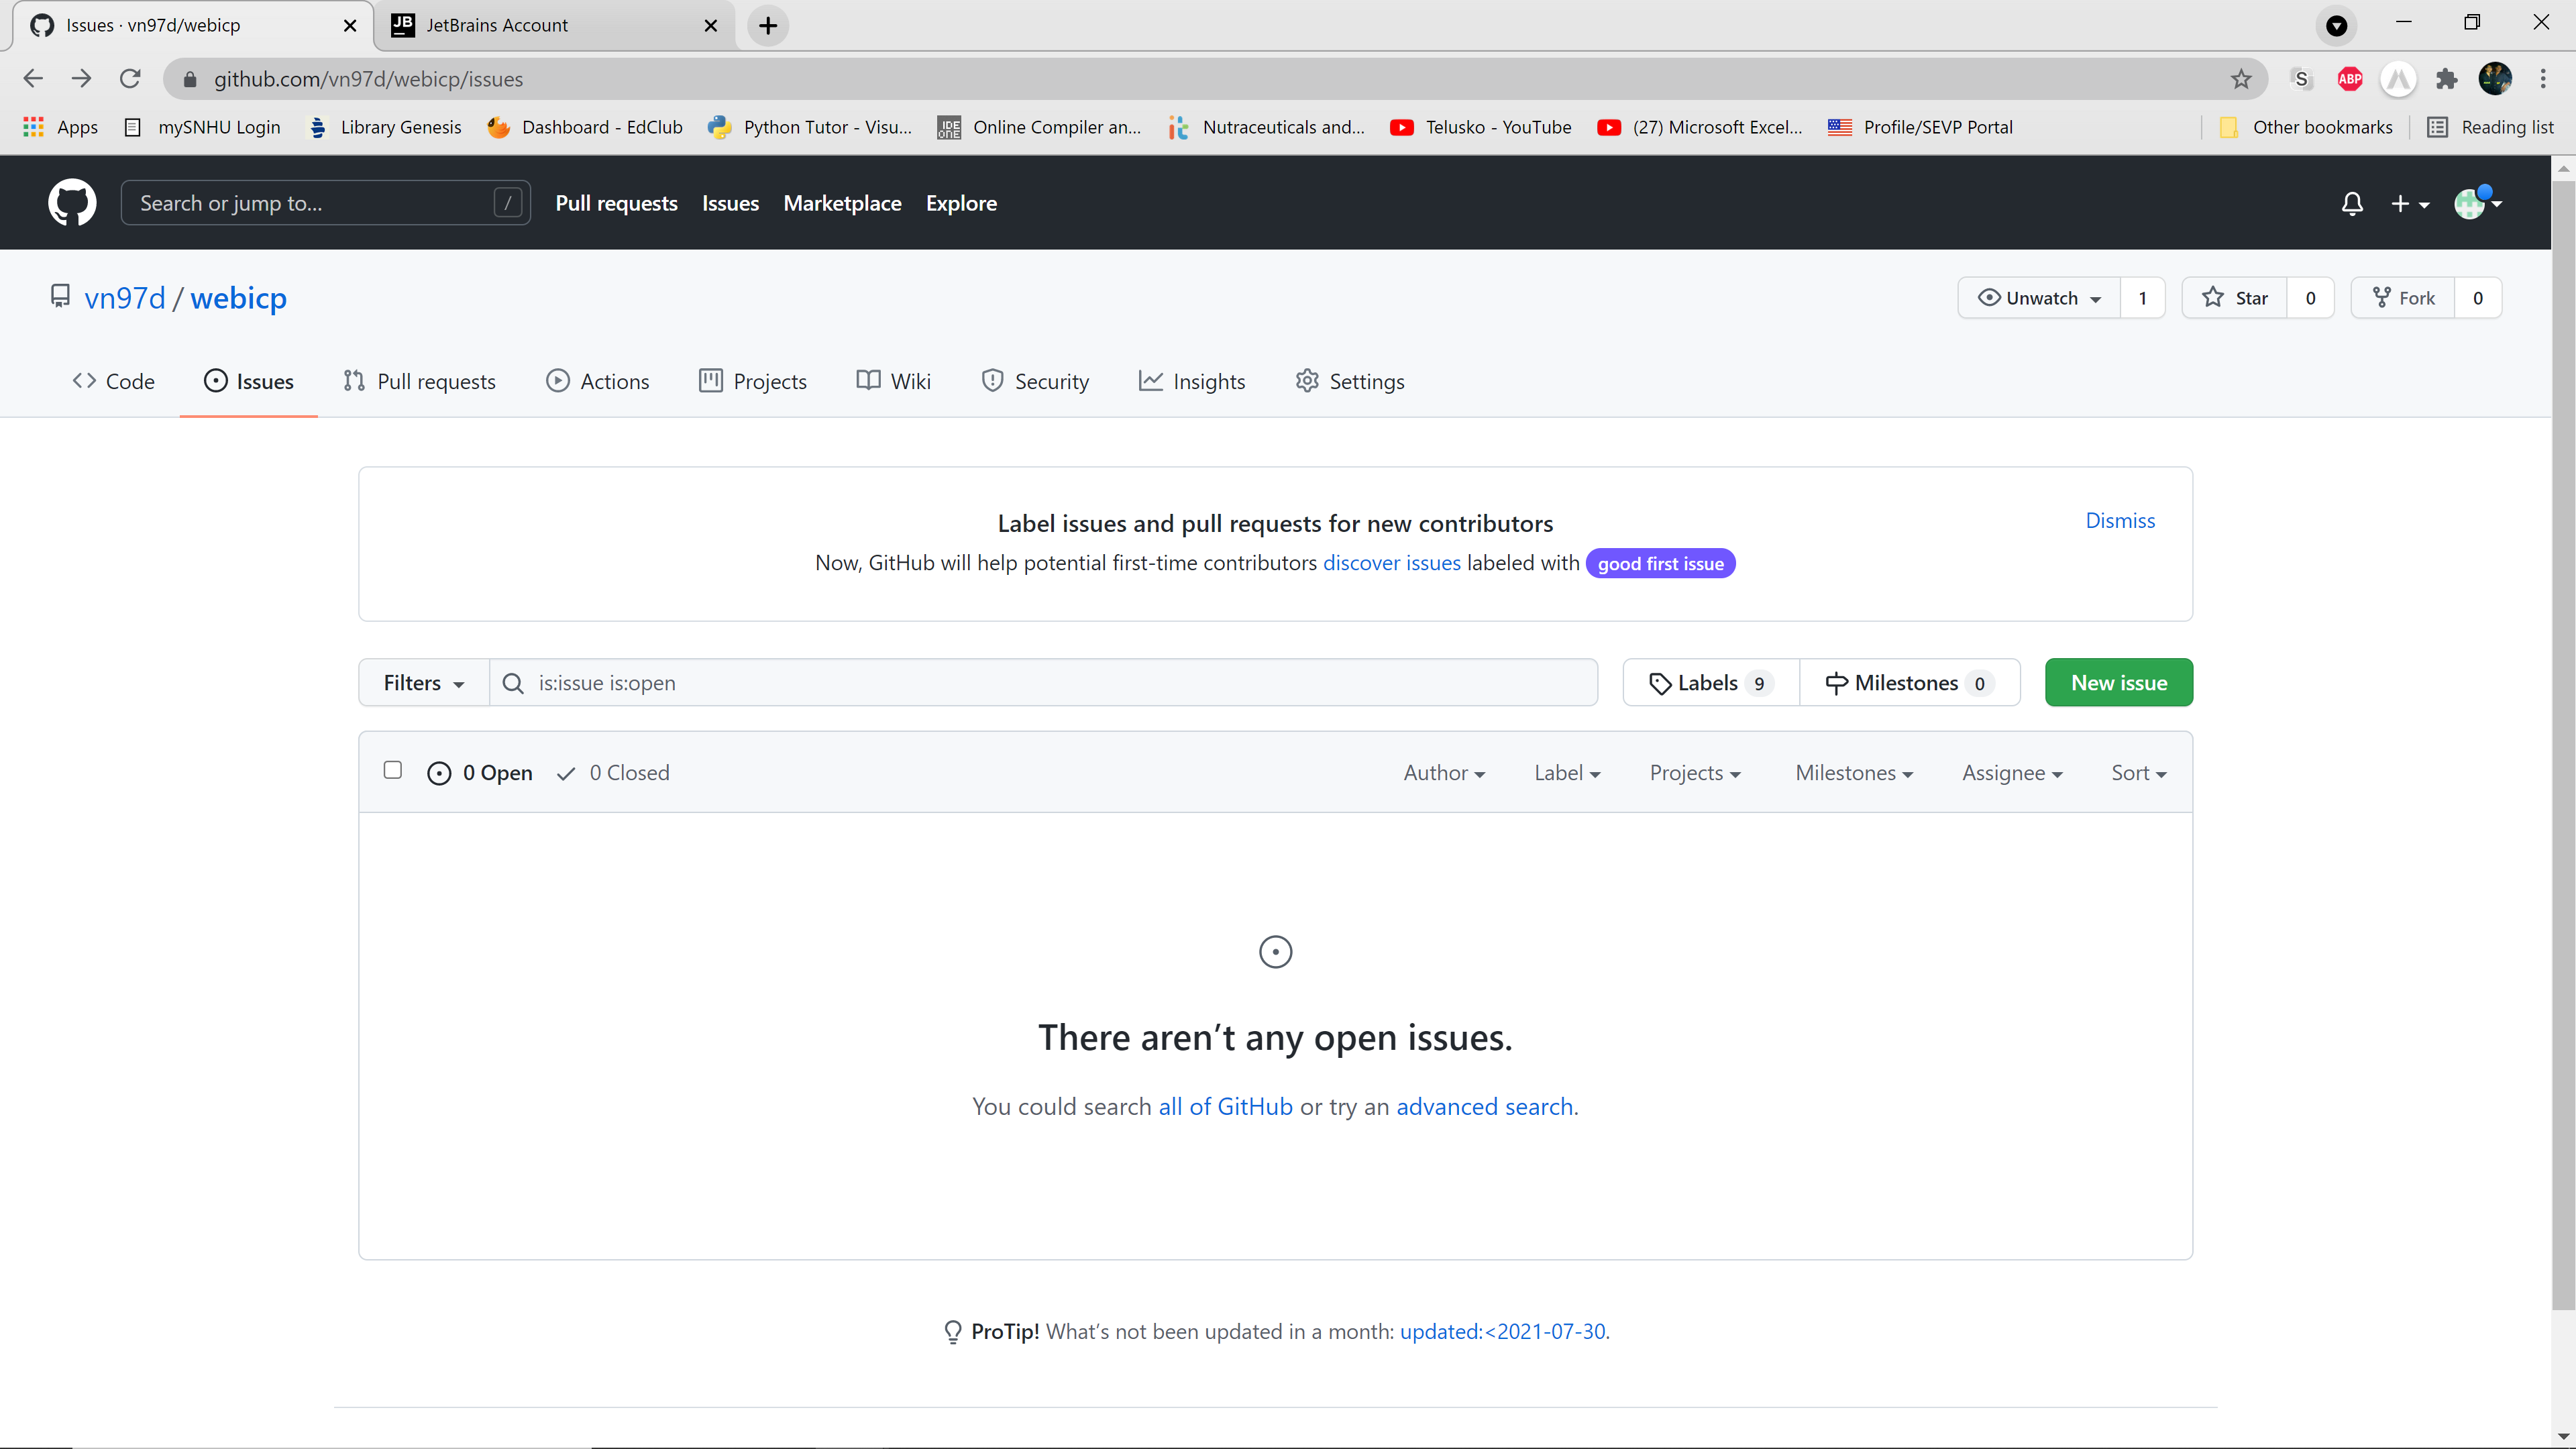 Issues · vn97d/webicp
JB JetBrains Account
github.com/vn97d/webicp/issues
S ABP
Apps mySNHU Login Library Genesis Dashboard - EdClub Python Tutor - Visu... IDE ONE Online Compiler an... Nutraceuticals and... Telusko - YouTube (27) Microsoft Excel... Profile/SEVP Portal Other bookmarks Reading list
Search or jump to... / Pull requests Issues Marketplace Explore
vn97d / webicp Unwatch 1 Star 0 Fork 0
Code Issues Pull requests Actions Projects Wiki Security Insights Settings
Label issues and pull requests for new contributors
Dismiss
Now, GitHub will help potential first-time contributors discover issues labeled with good first issue
Filters is:issue is:open Labels 9 Milestones 0 New issue
0 Open 0 Closed Author Label Projects Milestones Assignee Sort
There aren’t any open issues.
You could search all of GitHub or try an advanced search.
ProTip! What’s not been updated in a month: updated:<2021-07-30.